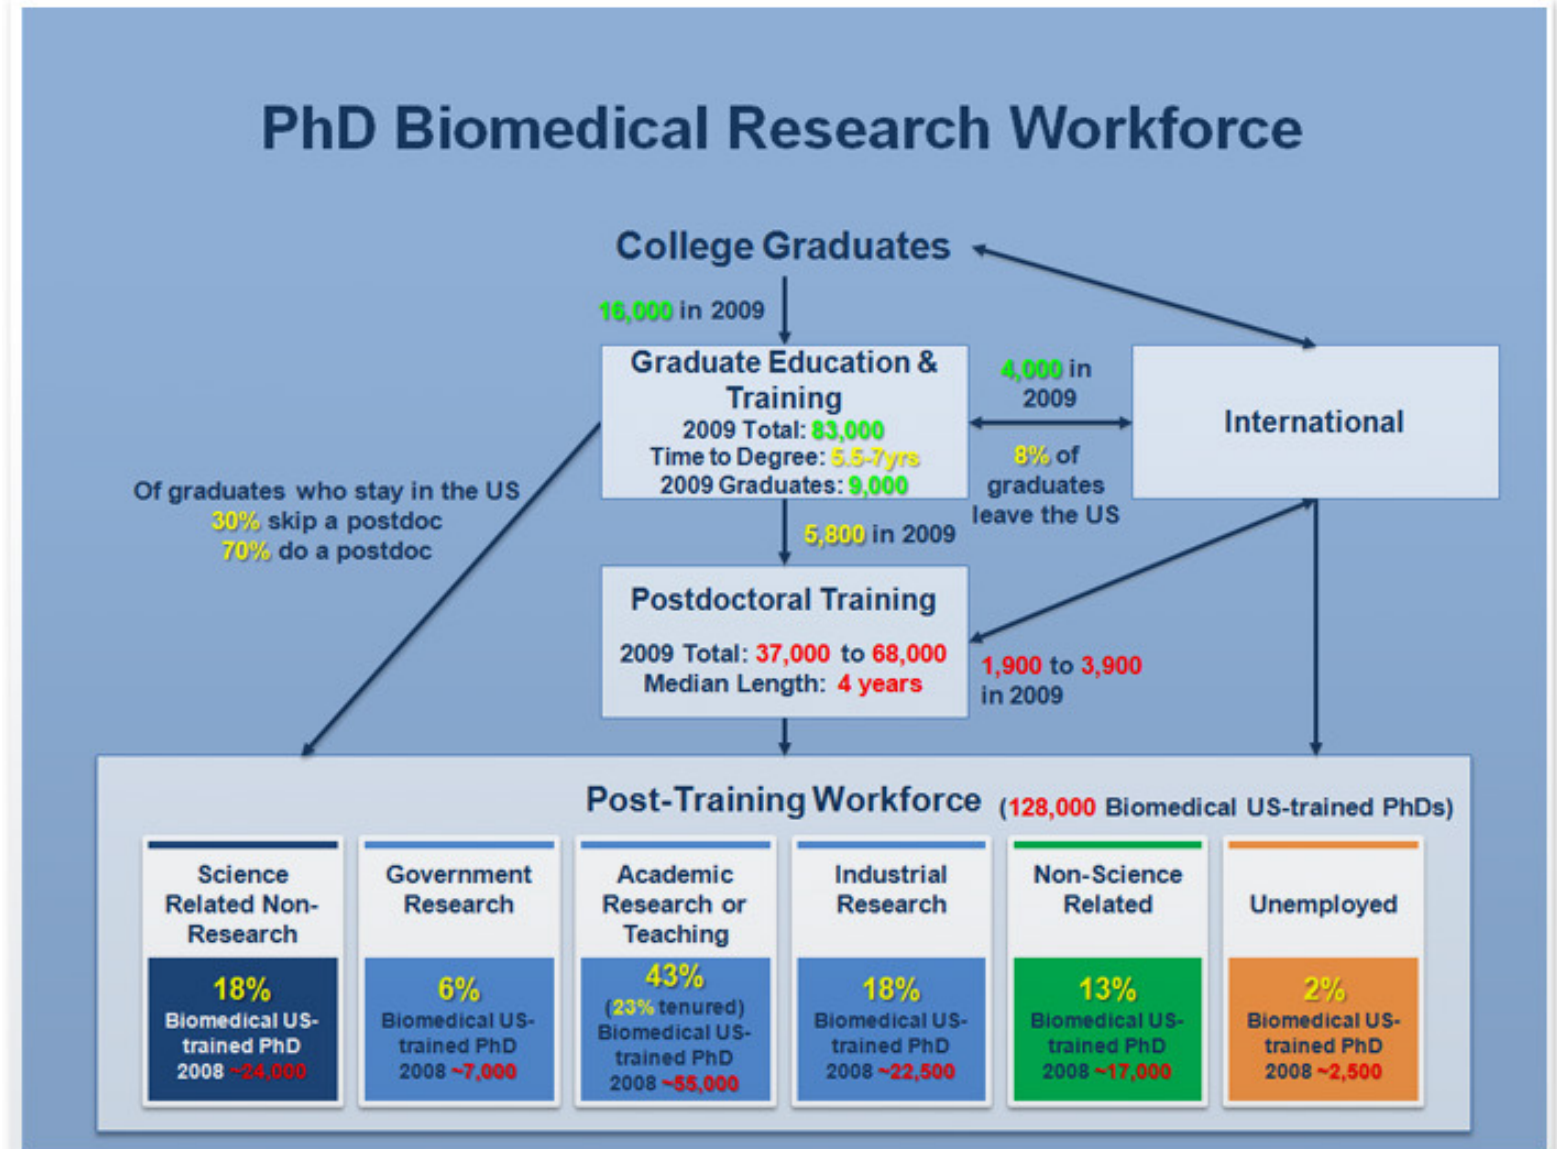 PhD Biomedical Research Workforce
College Graduates
16,000 in 2009
Graduate Education &
Training
2009 Total: 83,000
Time to Degree: 5.5-7yrs
2009 Graduates: 9,000
4,000 in
2009
8% of
graduates
leave the US
International
Of graduates who stay in the US
30% skip a postdoc
70% do a postdoc
5,800 in 2009
Postdoctoral Training
2009 Total: 37,000 to 68,000
Median Length: 4 years
1,900 to 3,900
in 2009
Post-Training Workforce (128,000 Biomedical US-trained PhDs)
Science
Related Non-
Research
18%
Biomedical US-
trained PhD
2008 ~24,000
Government
Research
6%
Biomedical US-
trained PhD
2008 ~7,000
Academic
Research or
Teaching
43%
(23% tenured)
Biomedical US-
trained PhD
2008 ~55,000
Industrial
Research
18%
Biomedical US-
trained PhD
2008 ~22,500
Non-Science
Related
13%
Biomedical US-
trained PhD
2008 ~17,000
Unemployed
2%
Biomedical US-
trained PhD
2008 ~2,500